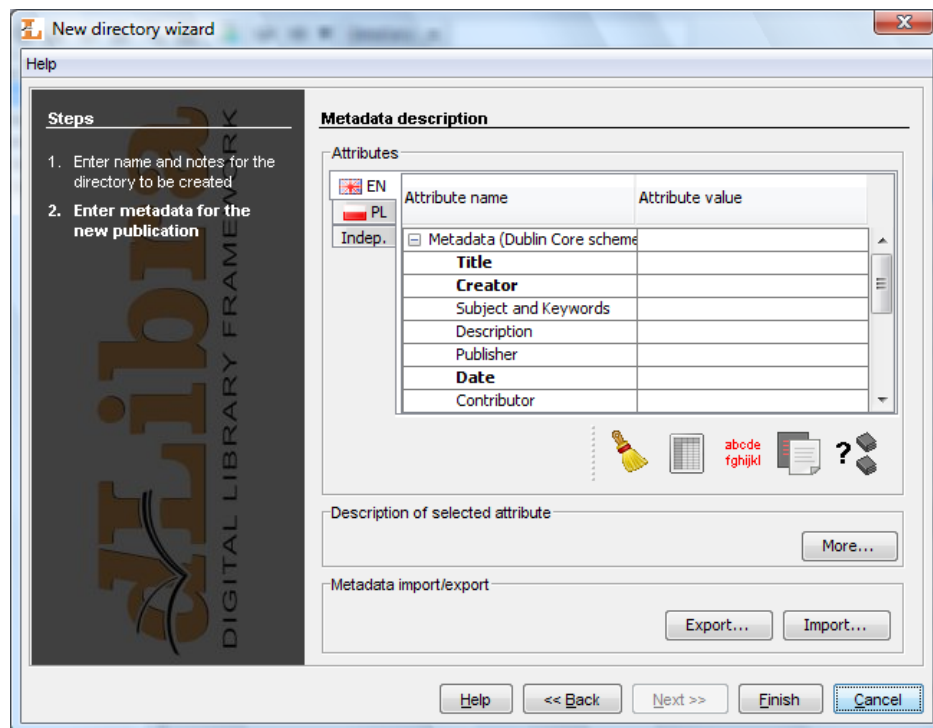 New directory wizard
Help
Steps
1. Enter name and notes for the
directory to be created
2. Enter metadata for the
new publication
dLibra
DIGITAL LIBRARY FRAMEWORK
Metadata description
Attributes
EN
PL
Indep.
Attribute name Attribute value
Metadata (Dublin Core scheme
Title
Creator
Subject and Keywords
Description
Publisher
Date
Contributor
abcde
fghijkl
?
Description of selected attribute
More...
Metadata import/export
Export... Import...
Help << Back Next >> Finish Cancel